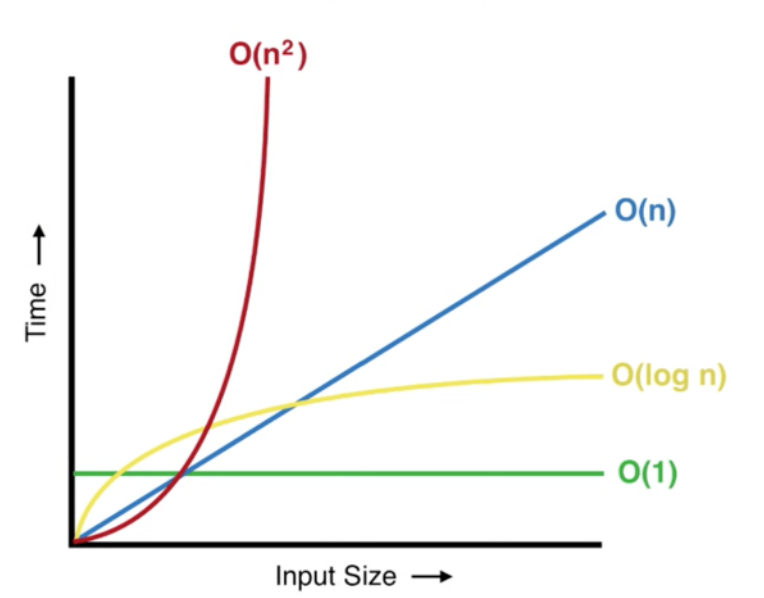 O(n²)
O(n)
Time →
O(log n)
O(1)
Input Size →